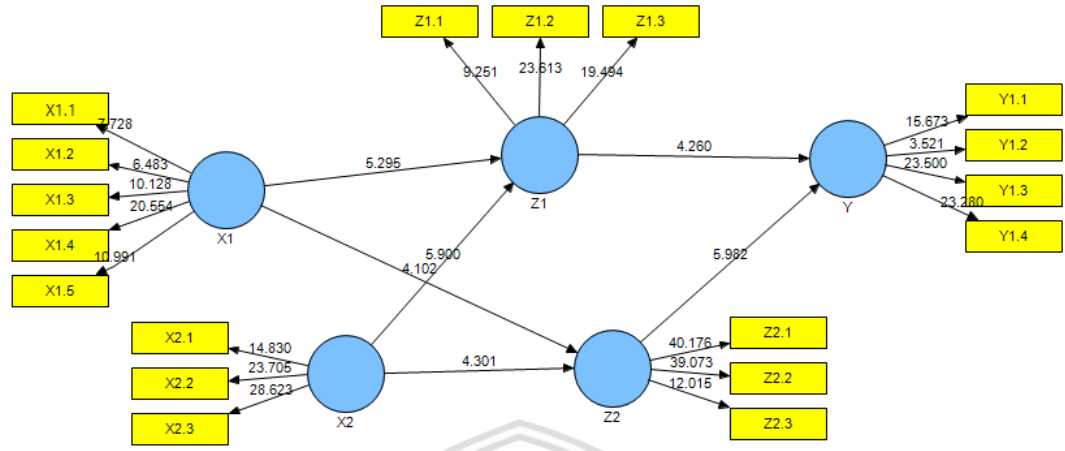 Z1.1 Z1.2 Z1.3
9.251 23.613 19.494
X1.1
7.728
X1.2
6.483
X1.3
10.128
X1.4
20.554
X1.5
10.991
X1
5.295
Z1
4.260
Y
15.673
Y1.1
3.521
Y1.2
23.500
Y1.3
23.280
Y1.4
5.900
4.102
5.982
X2.1
14.830
X2.2
23.705
X2.3
28.623
X2
4.301
Z2
40.176
Z2.1
39.073
Z2.2
12.015
Z2.3